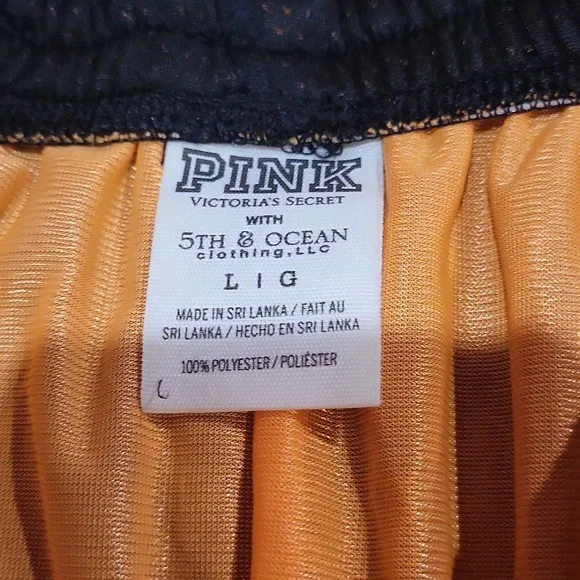 PINK
VICTORIA'S SECRET
WITH
5TH & OCEAN
clothing, LLC
L | G
MADE IN SRI LANKA / FAIT AU
SRI LANKA / HECHO EN SRI LANKA
100% POLYESTER / POLIÉSTER